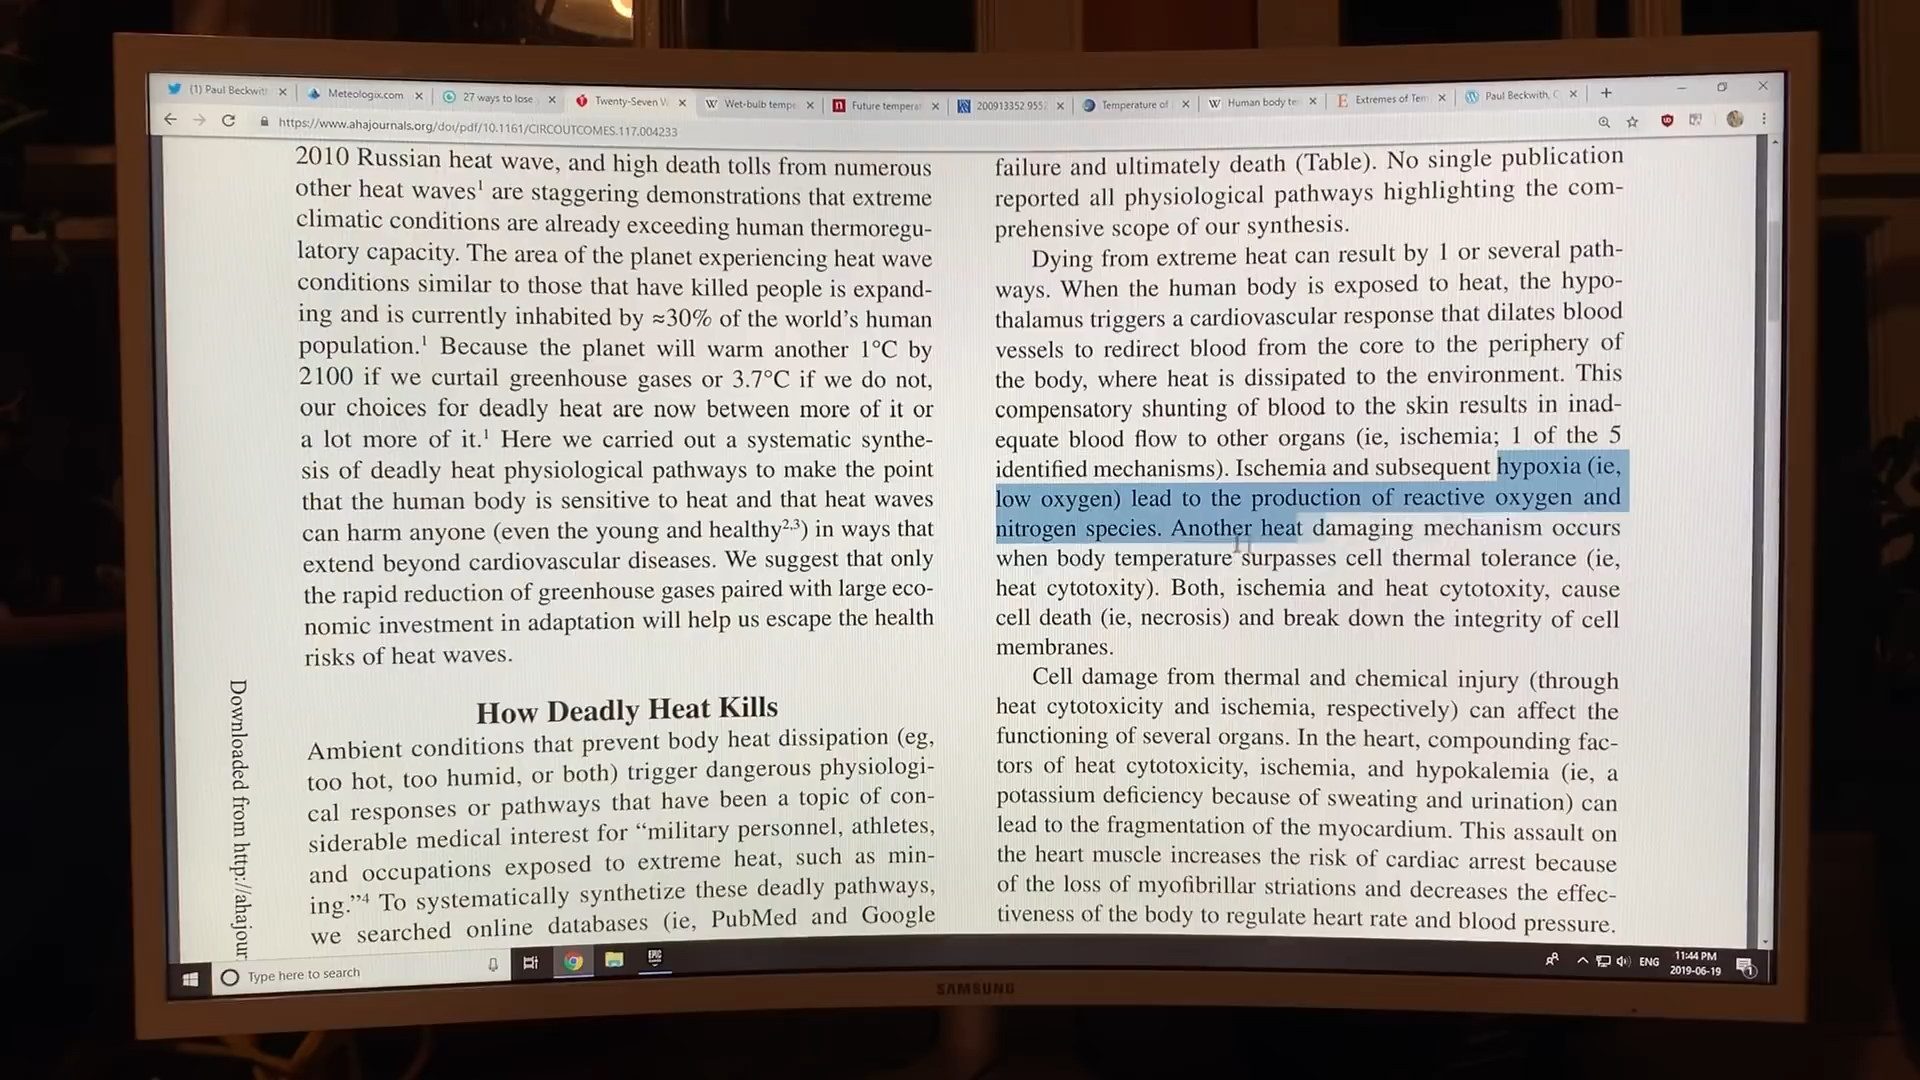 (1) Paul Beckwit
Meteologix.com
27 ways to lose
Twenty-Seven W
Wet-bulb tempe
Future tempera
200913352 955
Temperature of
Human body te
Extremes of Tem
Paul Beckwith, C
https://www.ahajournals.org/doi/pdf/10.1161/CIRCOUTCOMES.117.004233
2010 Russian heat wave, and high death tolls from numerous
other heat waves¹ are staggering demonstrations that extreme
climatic conditions are already exceeding human thermoregu-
latory capacity. The area of the planet experiencing heat wave
conditions similar to those that have killed people is expand-
ing and is currently inhabited by ≈30% of the world's human
population.¹ Because the planet will warm another 1°C by
2100 if we curtail greenhouse gases or 3.7°C if we do not,
our choices for deadly heat are now between more of it or
a lot more of it.¹ Here we carried out a systematic synthe-
sis of deadly heat physiological pathways to make the point
that the human body is sensitive to heat and that heat waves
can harm anyone (even the young and healthy²,³) in ways that
extend beyond cardiovascular diseases. We suggest that only
the rapid reduction of greenhouse gases paired with large eco-
nomic investment in adaptation will help us escape the health
risks of heat waves.
How Deadly Heat Kills
Ambient conditions that prevent body heat dissipation (eg,
too hot, too humid, or both) trigger dangerous physiologi-
cal responses or pathways that have been a topic of con-
siderable medical interest for “military personnel, athletes,
and occupations exposed to extreme heat, such as min-
ing.”⁴ To systematically synthetize these deadly pathways,
we searched online databases (ie, PubMed and Google
failure and ultimately death (Table). No single publication
reported all physiological pathways highlighting the com-
prehensive scope of our synthesis.
Dying from extreme heat can result by 1 or several path-
ways. When the human body is exposed to heat, the hypo-
thalamus triggers a cardiovascular response that dilates blood
vessels to redirect blood from the core to the periphery of
the body, where heat is dissipated to the environment. This
compensatory shunting of blood to the skin results in inad-
equate blood flow to other organs (ie, ischemia; 1 of the 5
identified mechanisms). Ischemia and subsequent hypoxia (ie,
low oxygen) lead to the production of reactive oxygen and
nitrogen species. Another heat damaging mechanism occurs
when body temperature surpasses cell thermal tolerance (ie,
heat cytotoxity). Both, ischemia and heat cytotoxity, cause
cell death (ie, necrosis) and break down the integrity of cell
membranes.
Cell damage from thermal and chemical injury (through
heat cytotoxicity and ischemia, respectively) can affect the
functioning of several organs. In the heart, compounding fac-
tors of heat cytotoxicity, ischemia, and hypokalemia (ie, a
potassium deficiency because of sweating and urination) can
lead to the fragmentation of the myocardium. This assault on
the heart muscle increases the risk of cardiac arrest because
of the loss of myofibrillar striations and decreases the effec-
tiveness of the body to regulate heart rate and blood pressure.
Downloaded from http://ahajour
Type here to search
EPIC
ENG
11:44 PM
2019-06-19
SAMSUNG